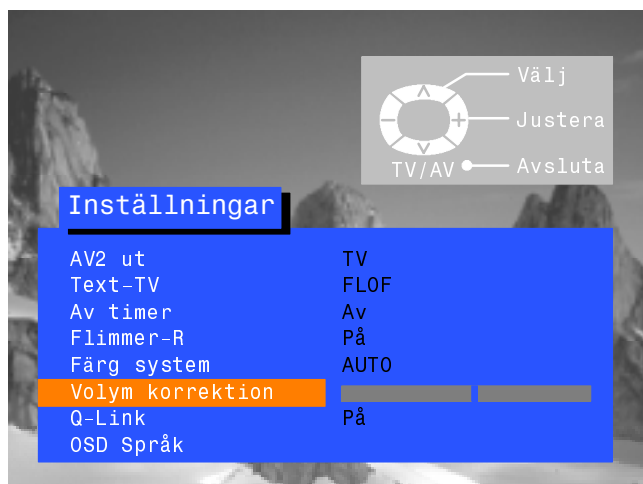 Välj
Justera
TV/AV Avsluta
Inställningar
AV2 ut TV
Text-TV FLOF
Av timer Av
Flimmer-R På
Färg system AUTO
Volym korrektion
Q-Link På
OSD Språk